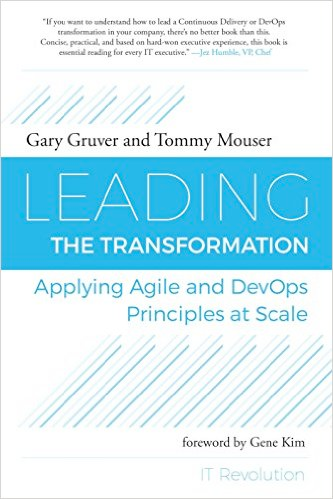 "If you want to understand how to lead a Continuous Delivery or DevOps
transformation in your company, there's no better book than this.
Concise, practical, and based on hard-won executive experience, this book is
essential reading for every IT executive." —Jez Humble, VP, Chef
Gary Gruver and Tommy Mouser
LEADING
THE TRANSFORMATION
Applying Agile and DevOps
Principles at Scale
foreword by Gene Kim
IT Revolution